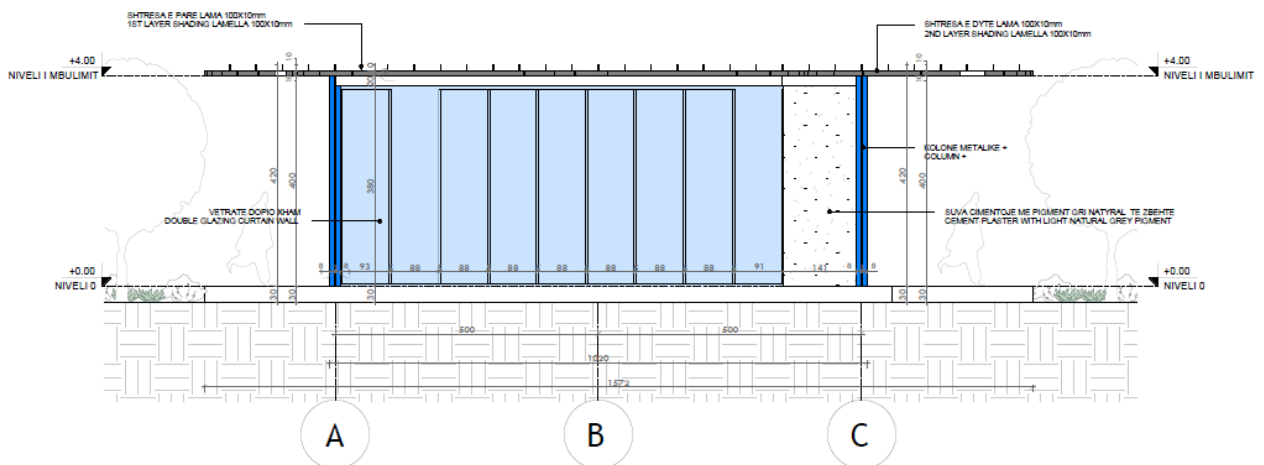 SHTRESA E PARE LAMA 100X10mm
1ST LAYER SHADING LAMELLA 100X10mm
SHTRESA E DYTE LAMA 100X10mm
2ND LAYER SHADING LAMELLA 100X10mm
+4.00
NIVELI I MBULIMIT
+4.00
NIVELI I MBULIMIT
KOLONE METALIKE +
COLUMN +
420
400
380
420
400
VETRATE DOPIO XHAM
DOUBLE GLAZING CURTAIN WALL
SUVA CIMENTOJE ME PIGMENT GRI NATYRAL TE ZBEHTE
CEMENT PLASTER WITH LIGHT NATURAL GREY PIGMENT
+0.00
NIVELI 0
+0.00
NIVELI 0
8 8 93 88 88 88 88 88 88 88 91 141 8 8
30 30 30 30 30
500 500
1020
1572
A B C